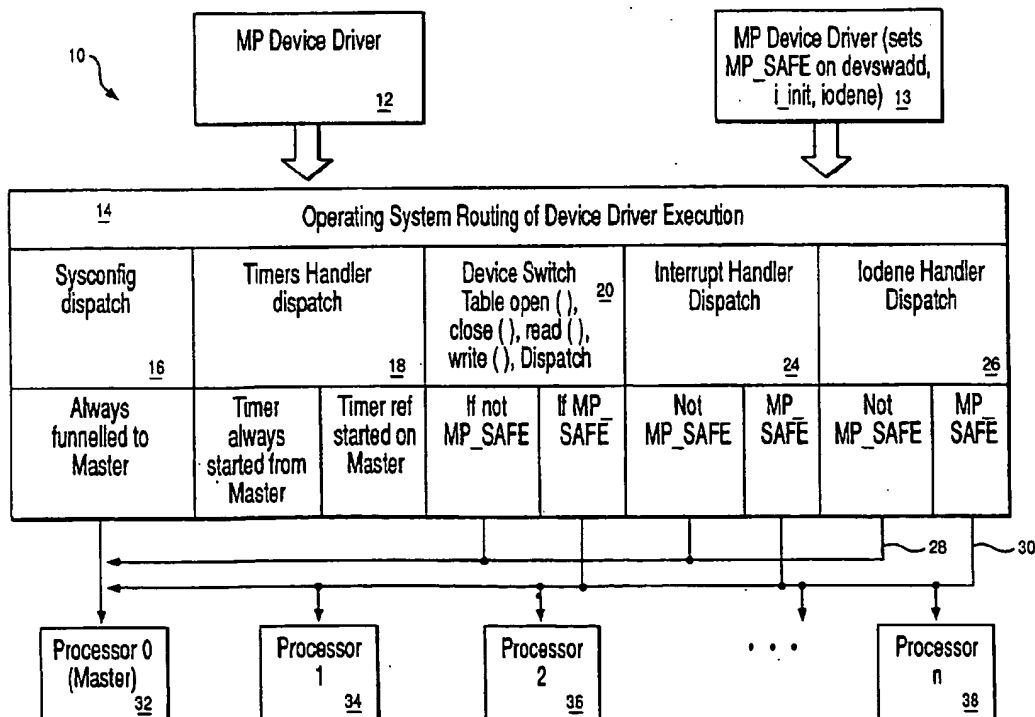 10
MP Device Driver
12
MP Device Driver (sets
MP_SAFE on devswadd,
i_init, iodene) 13
14
Operating System Routing of Device Driver Execution
Sysconfig
dispatch
16
Timers Handler
dispatch
18
Device Switch
Table open ( ), 20
close ( ), read ( ),
write ( ), Dispatch
Interrupt Handler
Dispatch
24
Iodene Handler
Dispatch
26
Always
funnelled to
Master
Timer
always
started from
Master
Timer ref
started on
Master
If not
MP_SAFE
If MP_
SAFE
Not
MP_SAFE
MP_
SAFE
Not
MP_SAFE
MP_
SAFE
28
30
Processor 0
(Master)
32
Processor
1
34
Processor
2
36
• • •
Processor
n
38